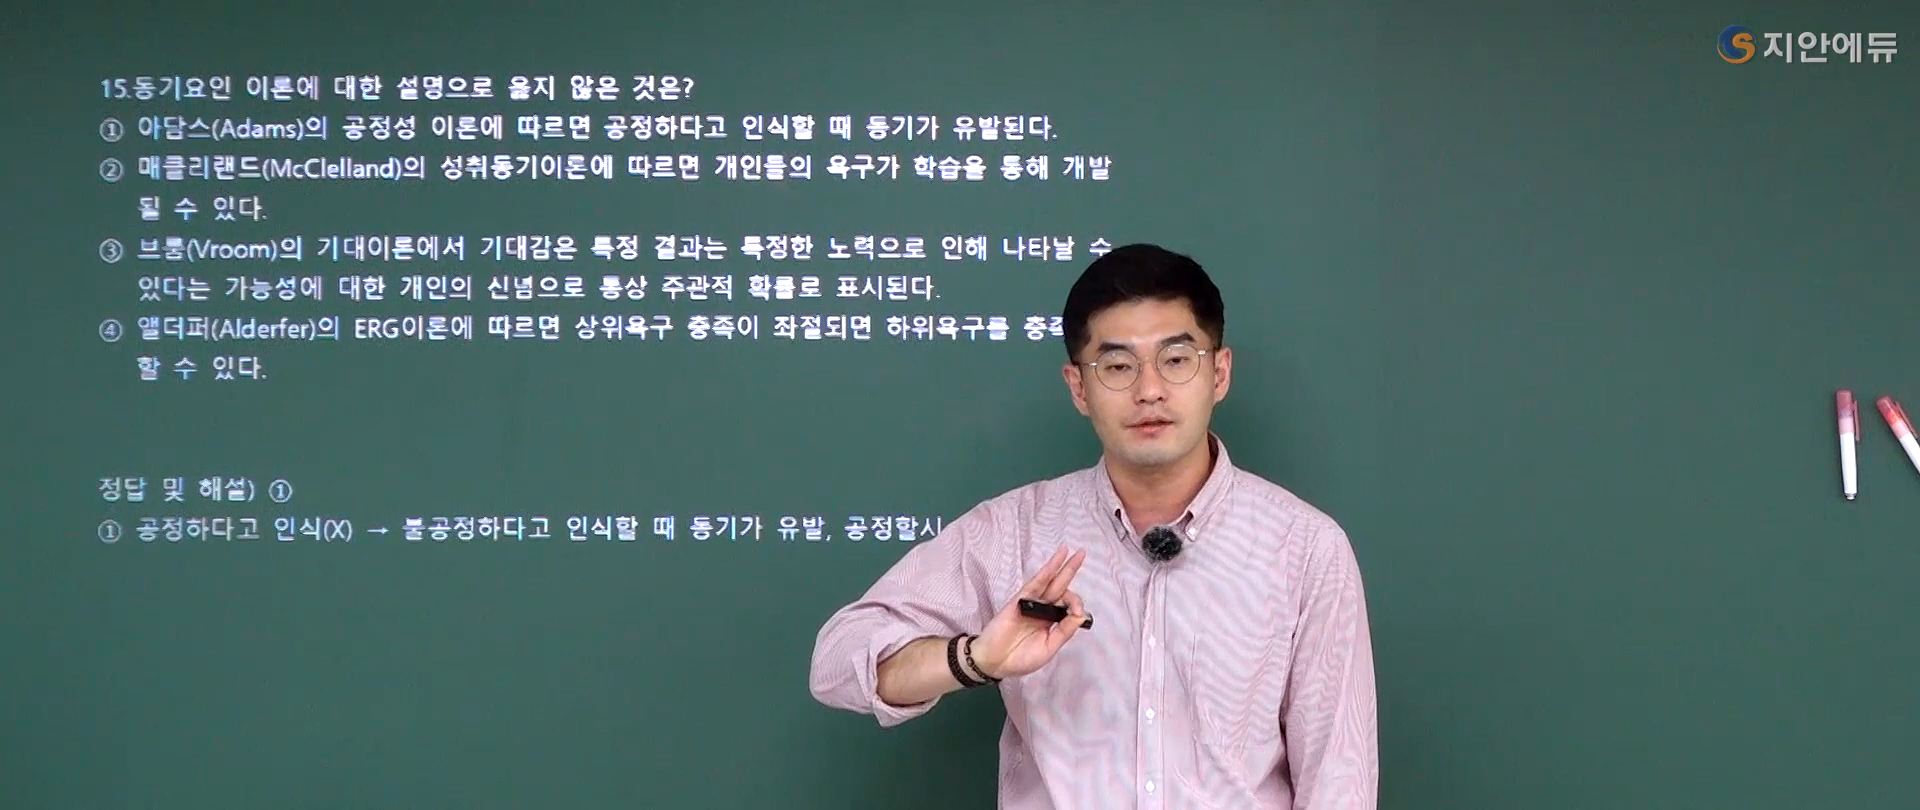 지안에듀
15.동기요인 이론에 대한 설명으로 옳지 않은 것은?
① 아담스(Adams)의 공정성 이론에 따르면 공정하다고 인식할 때 동기가 유발된다.
② 매클리랜드(McClelland)의 성취동기이론에 따르면 개인들의 욕구가 학습을 통해 개발
될 수 있다.
③ 브룸(Vroom)의 기대이론에서 기대감은 특정 결과는 특정한 노력으로 인해 나타날 수
있다는 가능성에 대한 개인의 신념으로 통상 주관적 확률로 표시된다.
④ 앨더퍼(Alderfer)의 ERG이론에 따르면 상위욕구 충족이 좌절되면 하위욕구를
할 수 있다.
정답 및 해설) ①
① 공정하다고 인식(X) → 불공정하다고 인식할 때 동기가 유발, 공정할시